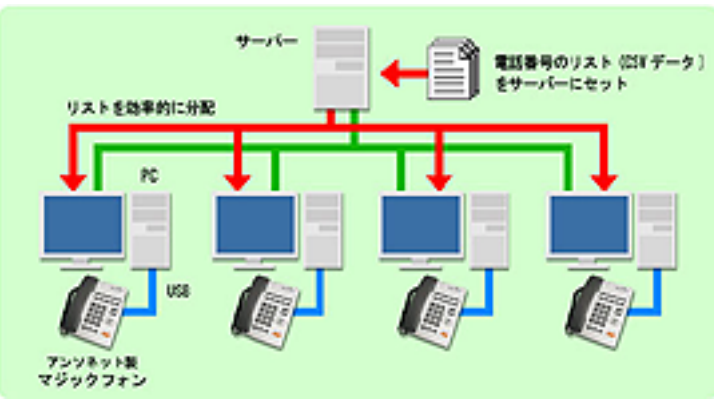 サーバー
電話番号のリスト (CSVデータ)
をサーバーにセット
リストを効率的に分配
PC
USB
アンソネット製
マジックフォン